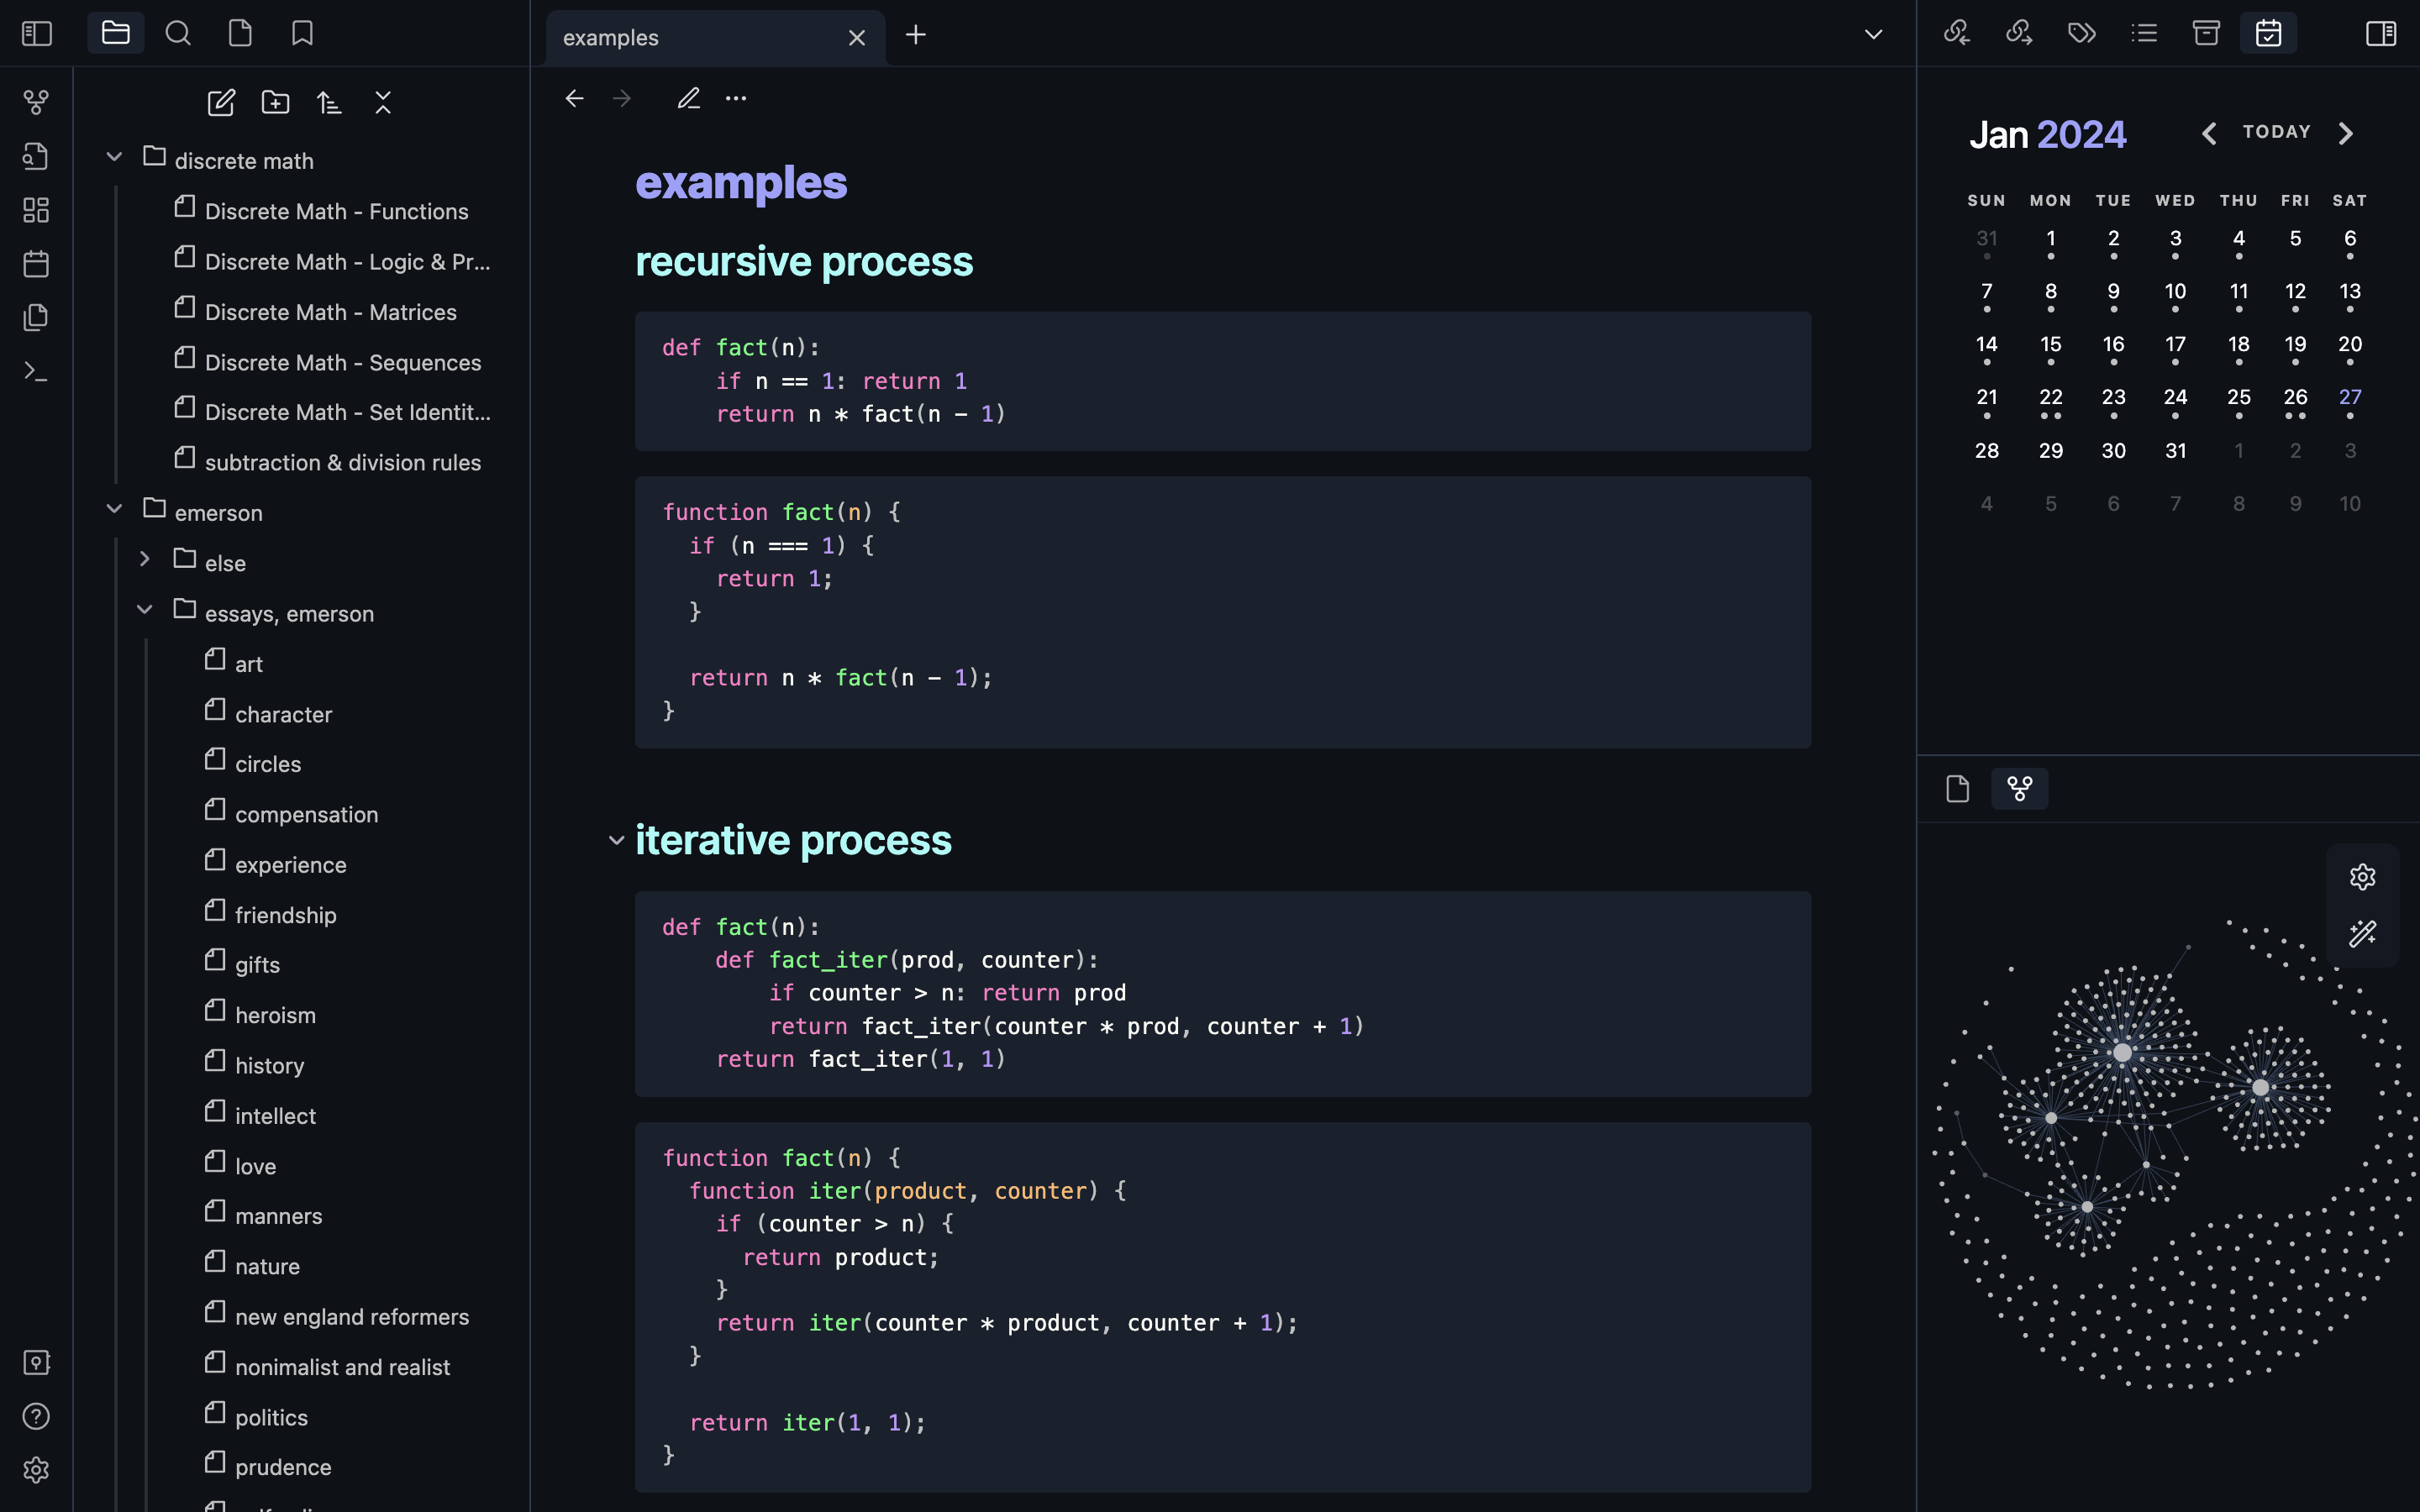 examples
discrete math
Discrete Math - Functions
Discrete Math - Logic & Pr...
Discrete Math - Matrices
Discrete Math - Sequences
Discrete Math - Set Identit...
subtraction & division rules
emerson
else
essays, emerson
art
character
circles
compensation
experience
friendship
gifts
heroism
history
intellect
love
manners
nature
new england reformers
nonimalist and realist
politics
prudence
examples
recursive process
def fact(n):
    if n == 1: return 1
    return n * fact(n - 1)
function fact(n) {
  if (n === 1) {
    return 1;
  }
  return n * fact(n - 1);
}
iterative process
def fact(n):
    def fact_iter(prod, counter):
        if counter > n: return prod
        return fact_iter(counter * prod, counter + 1)
    return fact_iter(1, 1)
function fact(n) {
  function iter(product, counter) {
    if (counter > n) {
      return product;
    }
    return iter(counter * product, counter + 1);
  }
  return iter(1, 1);
}
Jan 2024 TODAY
SUN MON TUE WED THU FRI SAT
31 1 2 3 4 5 6
7 8 9 10 11 12 13
14 15 16 17 18 19 20
21 22 23 24 25 26 27
28 29 30 31 1 2 3
4 5 6 7 8 9 10